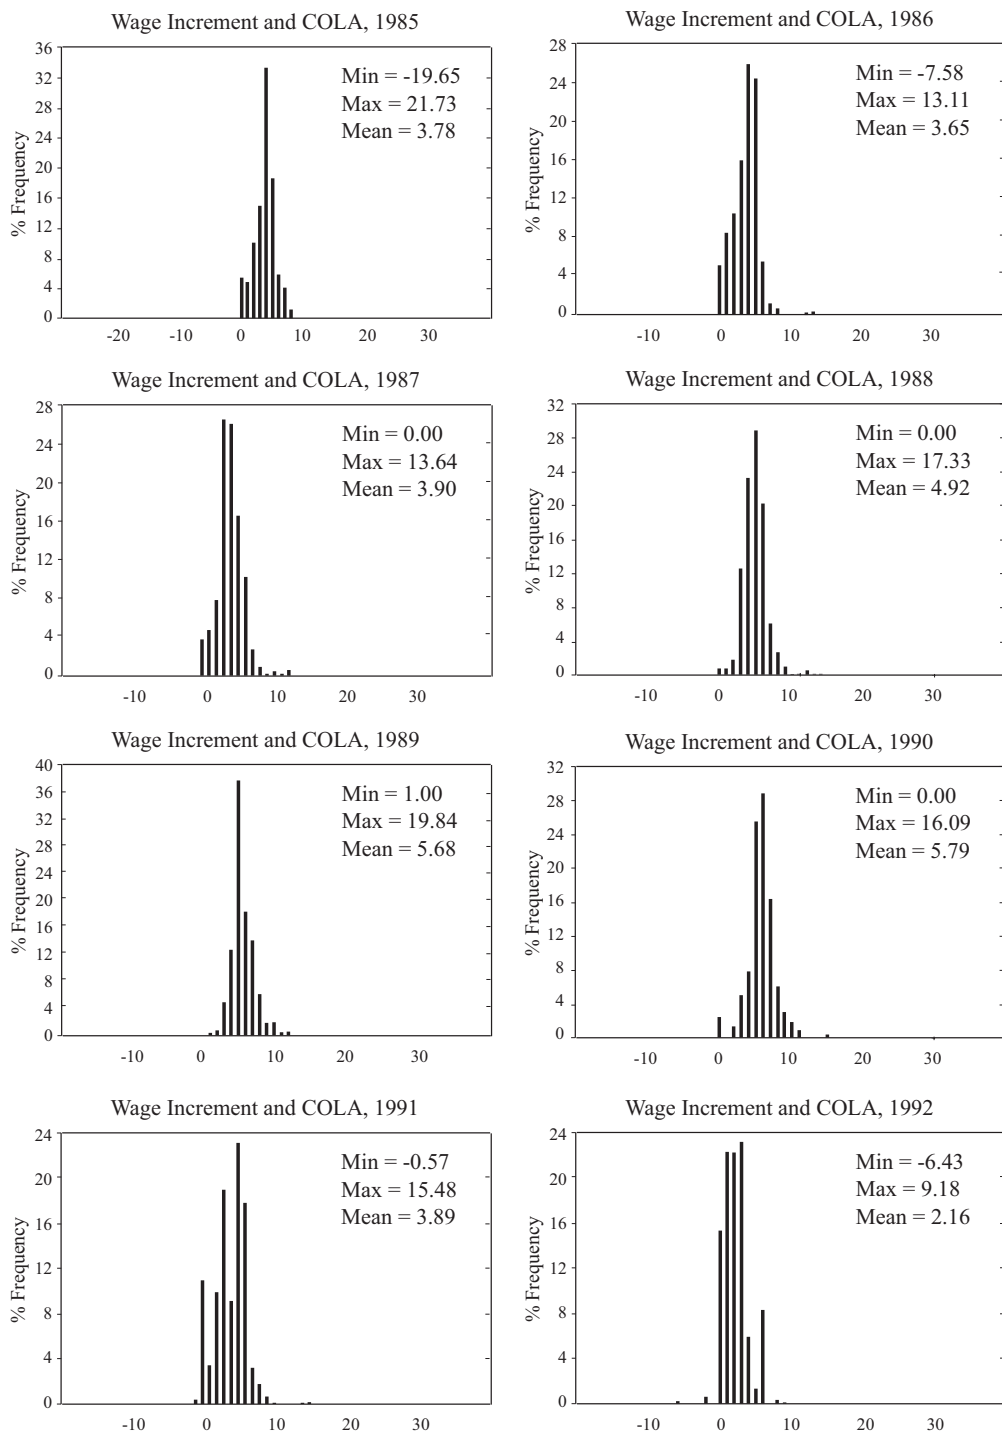 Wage Increment and COLA, 1985
36
32
28
24
20
16
12
8
4
0
% Frequency
Min = -19.65
Max = 21.73
Mean = 3.78
-20 -10 0 10 20 30
Wage Increment and COLA, 1986
28
24
20
16
12
8
4
0
% Frequency
Min = -7.58
Max = 13.11
Mean = 3.65
-10 0 10 20 30
Wage Increment and COLA, 1987
28
24
20
16
12
8
4
0
% Frequency
Min = 0.00
Max = 13.64
Mean = 3.90
-10 0 10 20 30
Wage Increment and COLA, 1988
32
28
24
20
16
12
8
4
0
% Frequency
Min = 0.00
Max = 17.33
Mean = 4.92
-10 0 10 20 30
Wage Increment and COLA, 1989
40
36
32
28
24
20
16
12
8
4
0
% Frequency
Min = 1.00
Max = 19.84
Mean = 5.68
-10 0 10 20 30
Wage Increment and COLA, 1990
32
28
24
20
16
12
8
4
0
% Frequency
Min = 0.00
Max = 16.09
Mean = 5.79
-10 0 10 20 30
Wage Increment and COLA, 1991
24
20
16
12
8
4
0
% Frequency
Min = -0.57
Max = 15.48
Mean = 3.89
-10 0 10 20 30
Wage Increment and COLA, 1992
24
20
16
12
8
4
0
% Frequency
Min = -6.43
Max = 9.18
Mean = 2.16
-10 0 10 20 30